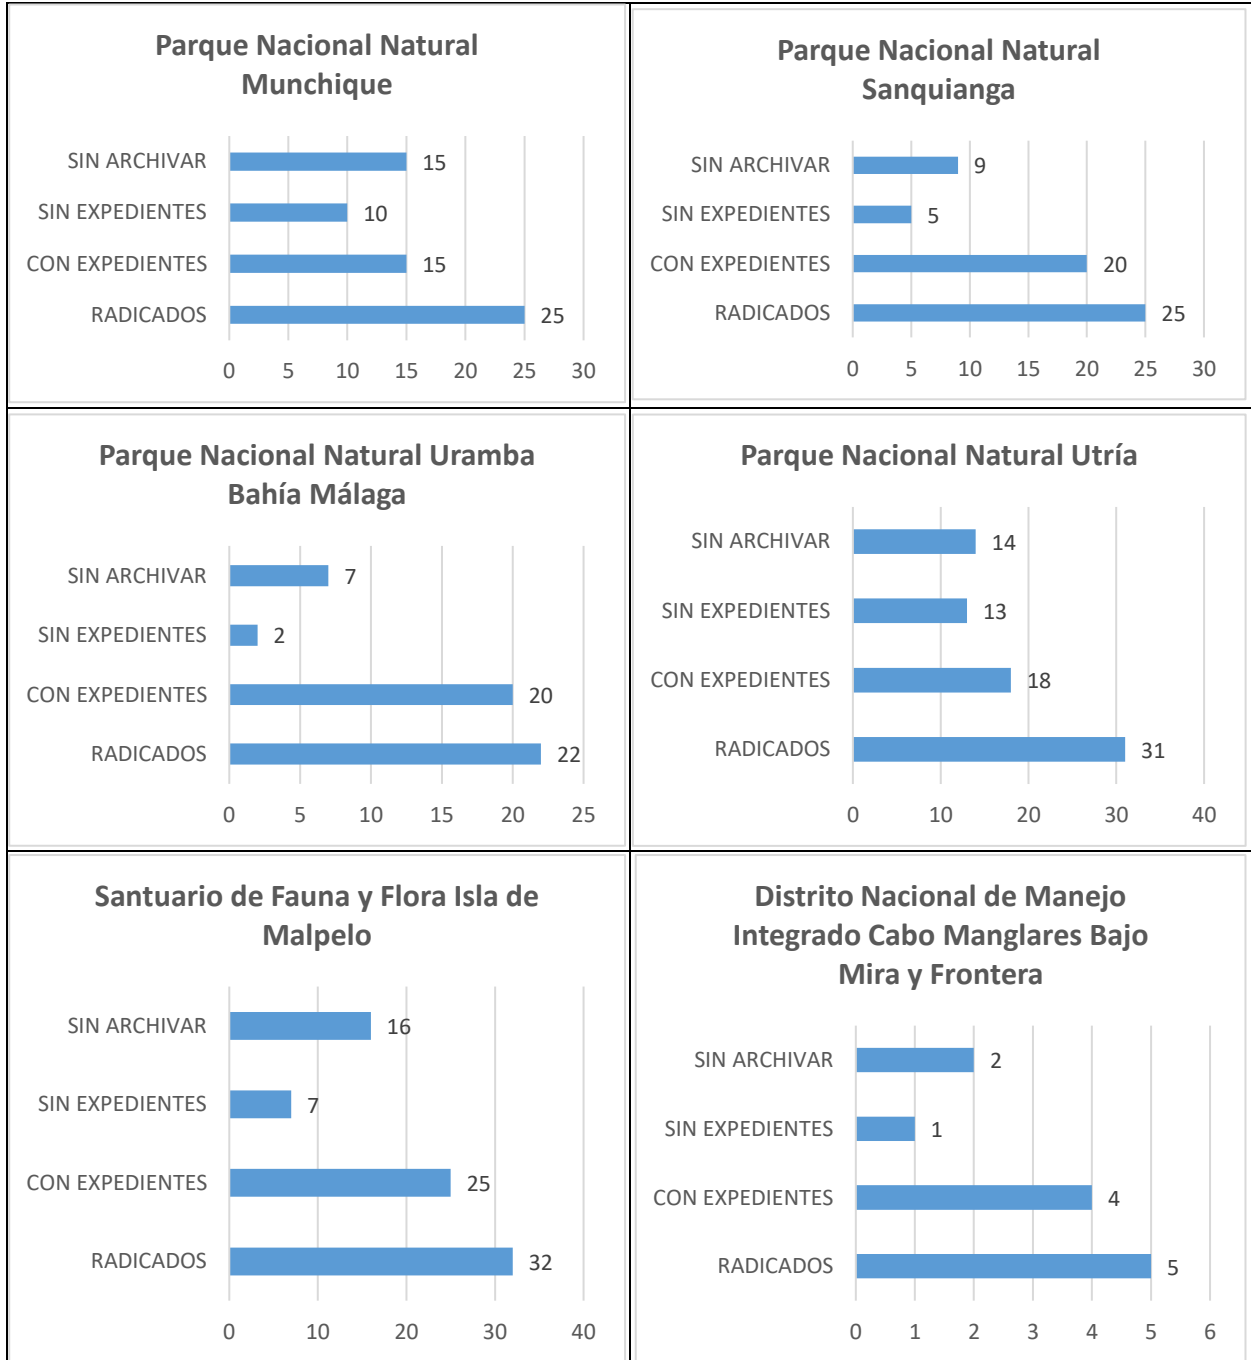 Parque Nacional Natural
Munchique
SIN ARCHIVAR
15
SIN EXPEDIENTES
10
CON EXPEDIENTES
15
RADICADOS
25
0 5 10 15 20 25 30
Parque Nacional Natural
Sanquianga
SIN ARCHIVAR
9
SIN EXPEDIENTES
5
CON EXPEDIENTES
20
RADICADOS
25
0 5 10 15 20 25 30
Parque Nacional Natural Uramba
Bahía Málaga
SIN ARCHIVAR
7
SIN EXPEDIENTES
2
CON EXPEDIENTES
20
RADICADOS
22
0 5 10 15 20 25
Parque Nacional Natural Utría
SIN ARCHIVAR
14
SIN EXPEDIENTES
13
CON EXPEDIENTES
18
RADICADOS
31
0 10 20 30 40
Santuario de Fauna y Flora Isla de
Malpelo
SIN ARCHIVAR
16
SIN EXPEDIENTES
7
CON EXPEDIENTES
25
RADICADOS
32
0 10 20 30 40
Distrito Nacional de Manejo
Integrado Cabo Manglares Bajo
Mira y Frontera
SIN ARCHIVAR
2
SIN EXPEDIENTES
1
CON EXPEDIENTES
4
RADICADOS
5
0 1 2 3 4 5 6